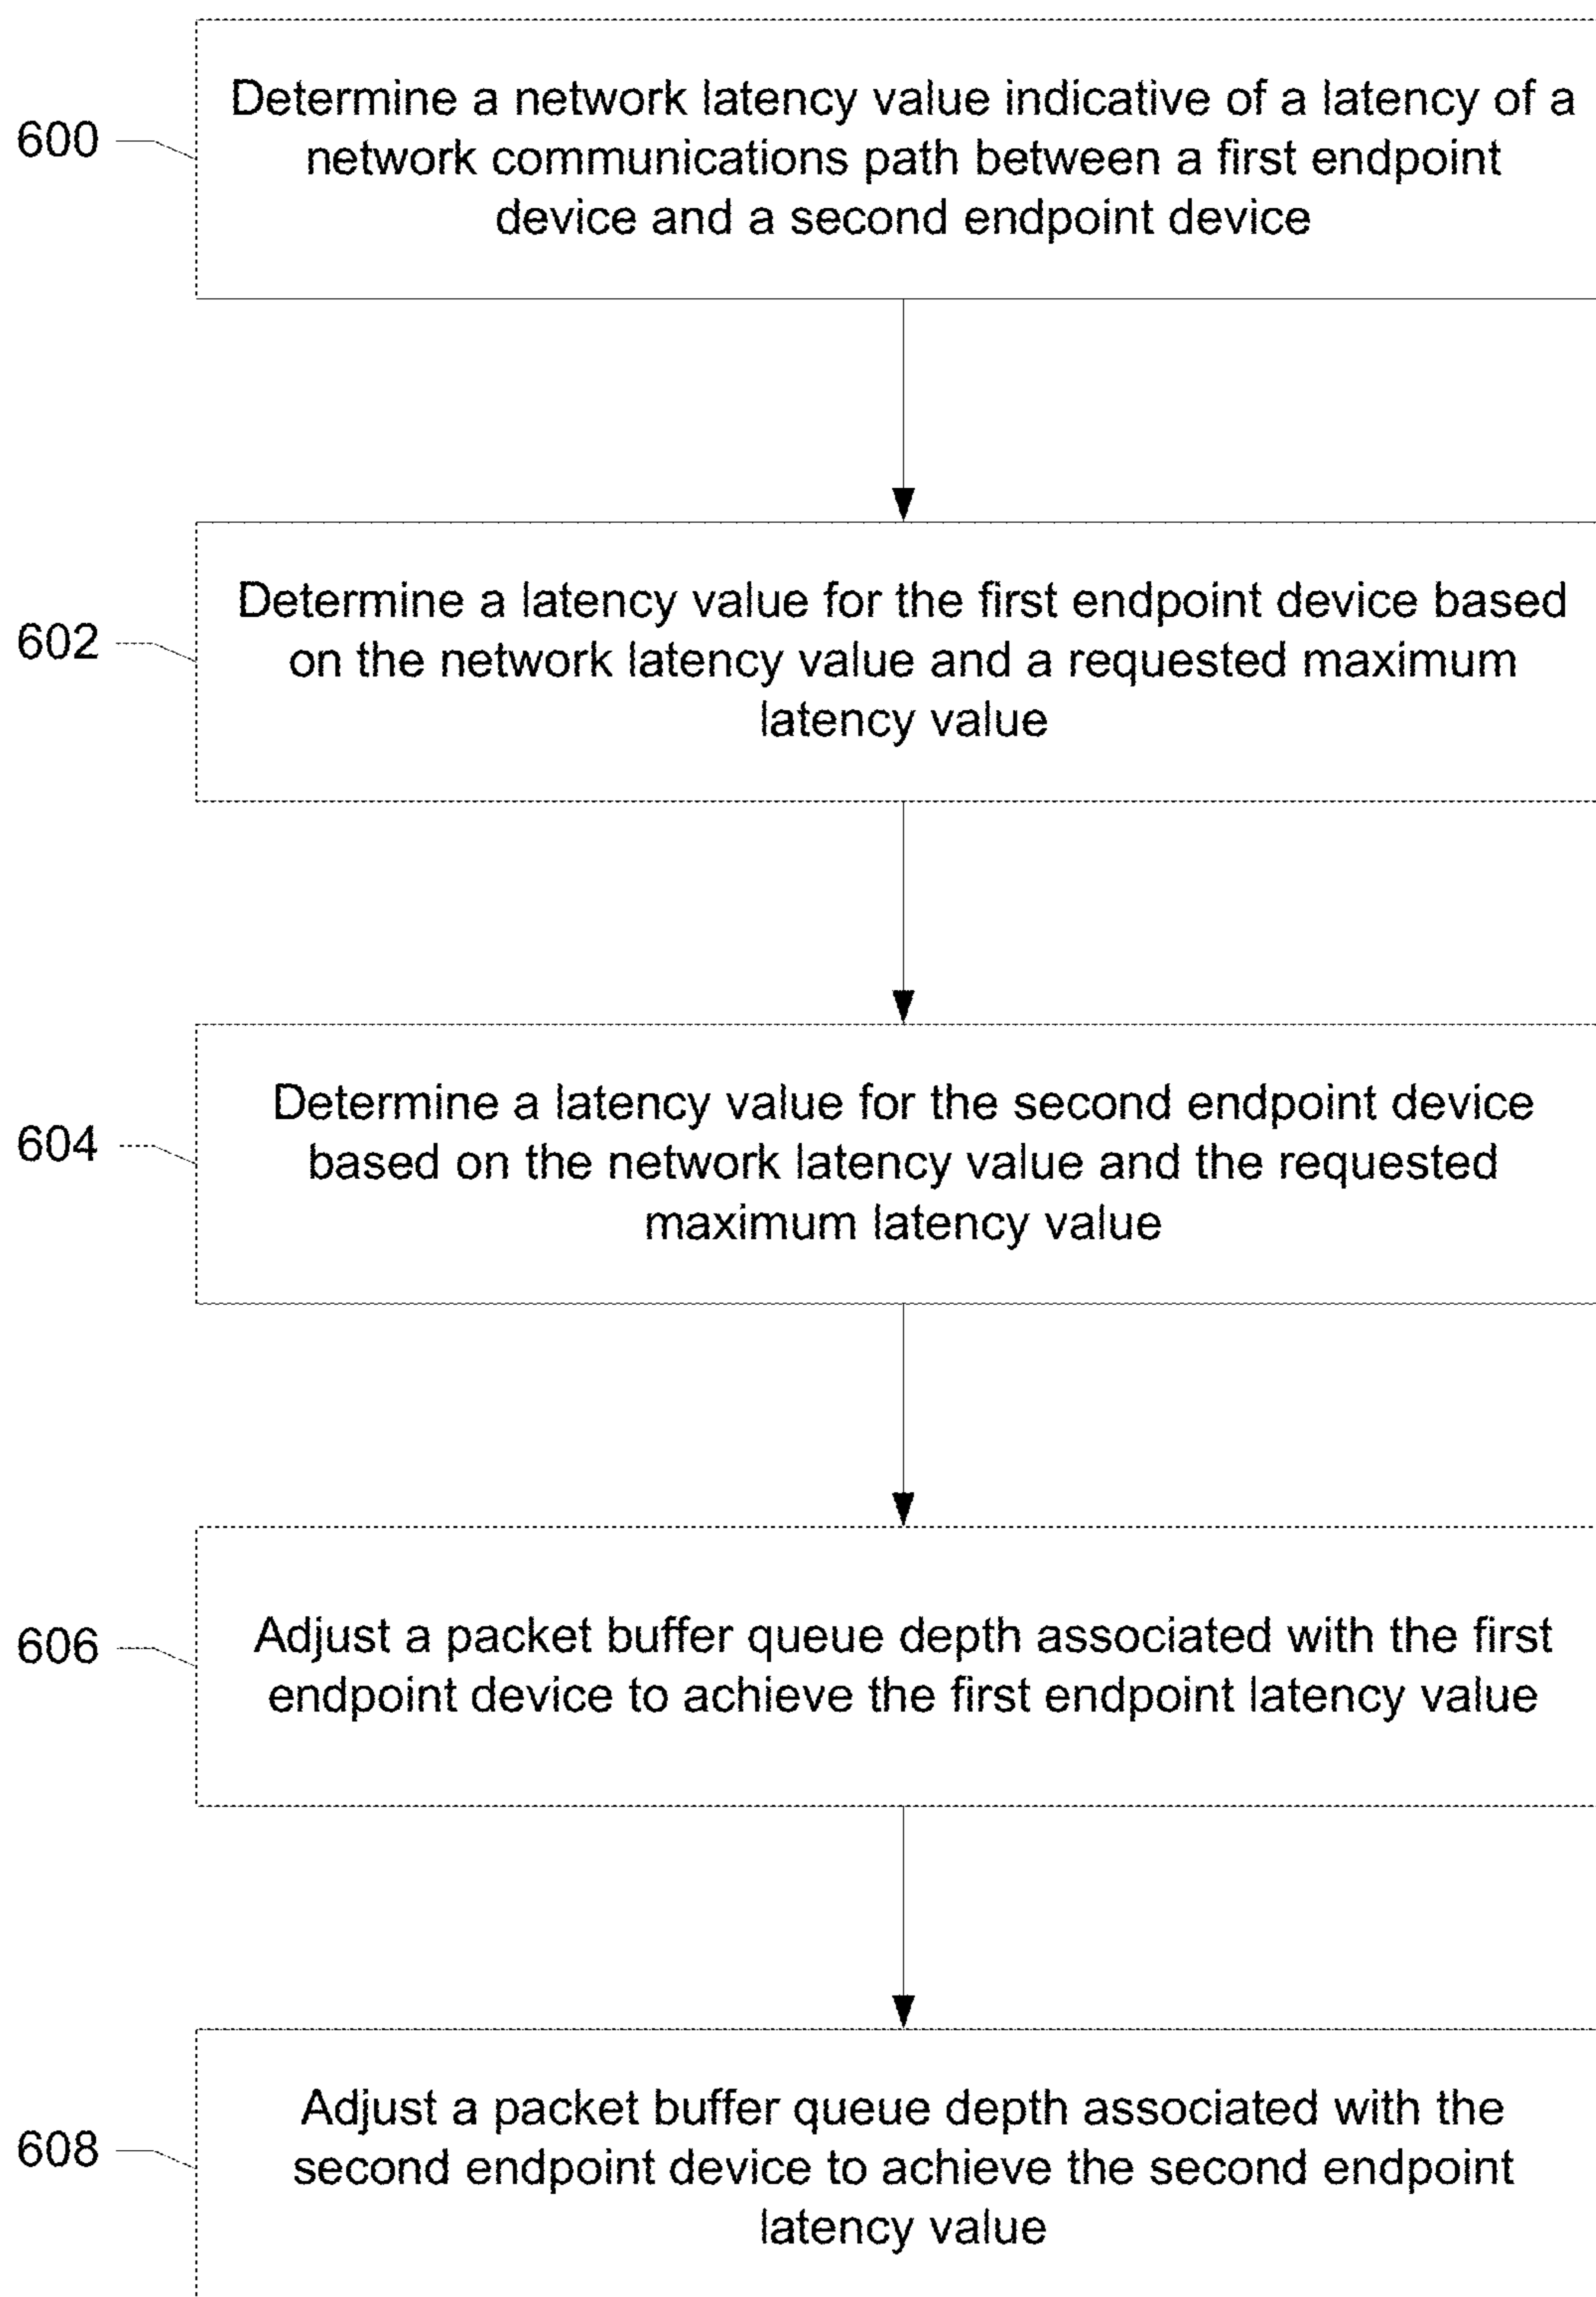 600
Determine a network latency value indicative of a latency of a
network communications path between a first endpoint
device and a second endpoint device
602
Determine a latency value for the first endpoint device based
on the network latency value and a requested maximum
latency value
604
Determine a latency value for the second endpoint device
based on the network latency value and the requested
maximum latency value
606
Adjust a packet buffer queue depth associated with the first
endpoint device to achieve the first endpoint latency value
608
Adjust a packet buffer queue depth associated with the
second endpoint device to achieve the second endpoint
latency value